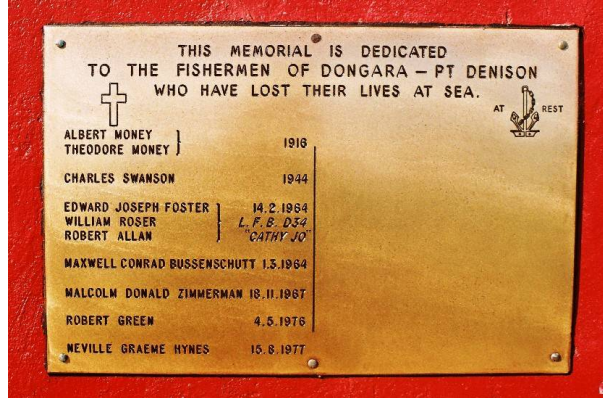 THIS MEMORIAL IS DEDICATED
TO THE FISHERMEN OF DONGARA – PT DENISON
WHO HAVE LOST THEIR LIVES AT SEA.
AT REST
ALBERT MONEY
THEODORE MONEY } 1916
CHARLES SWANSON 1944
EDWARD JOSEPH FOSTER 14.2.1964
WILLIAM ROSER L.F.B. D34
ROBERT ALLAN "CATHY JO"
MAXWELL CONRAD BUSSENSCHUTT 1.3.1964
MALCOLM DONALD ZIMMERMAN 18.11.1967
ROBERT GREEN 4.5.1976
NEVILLE GRAEME HYNES 15.8.1977